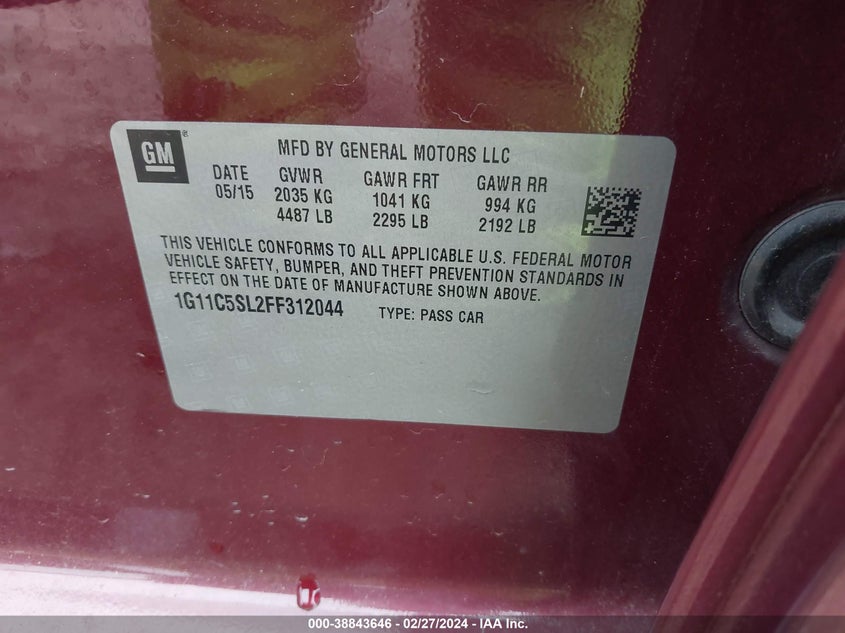 GM
MFD BY GENERAL MOTORS LLC
DATE GVWR GAWR FRT GAWR RR
05/15 2035 KG 1041 KG 994 KG
4487 LB 2295 LB 2192 LB
THIS VEHICLE CONFORMS TO ALL APPLICABLE U.S. FEDERAL MOTOR
VEHICLE SAFETY, BUMPER, AND THEFT PREVENTION STANDARDS IN
EFFECT ON THE DATE OF MANUFACTURE SHOWN ABOVE.
1G11C5SL2FF312044 TYPE: PASS CAR
000-38843646 - 02/27/2024 - IAA Inc.